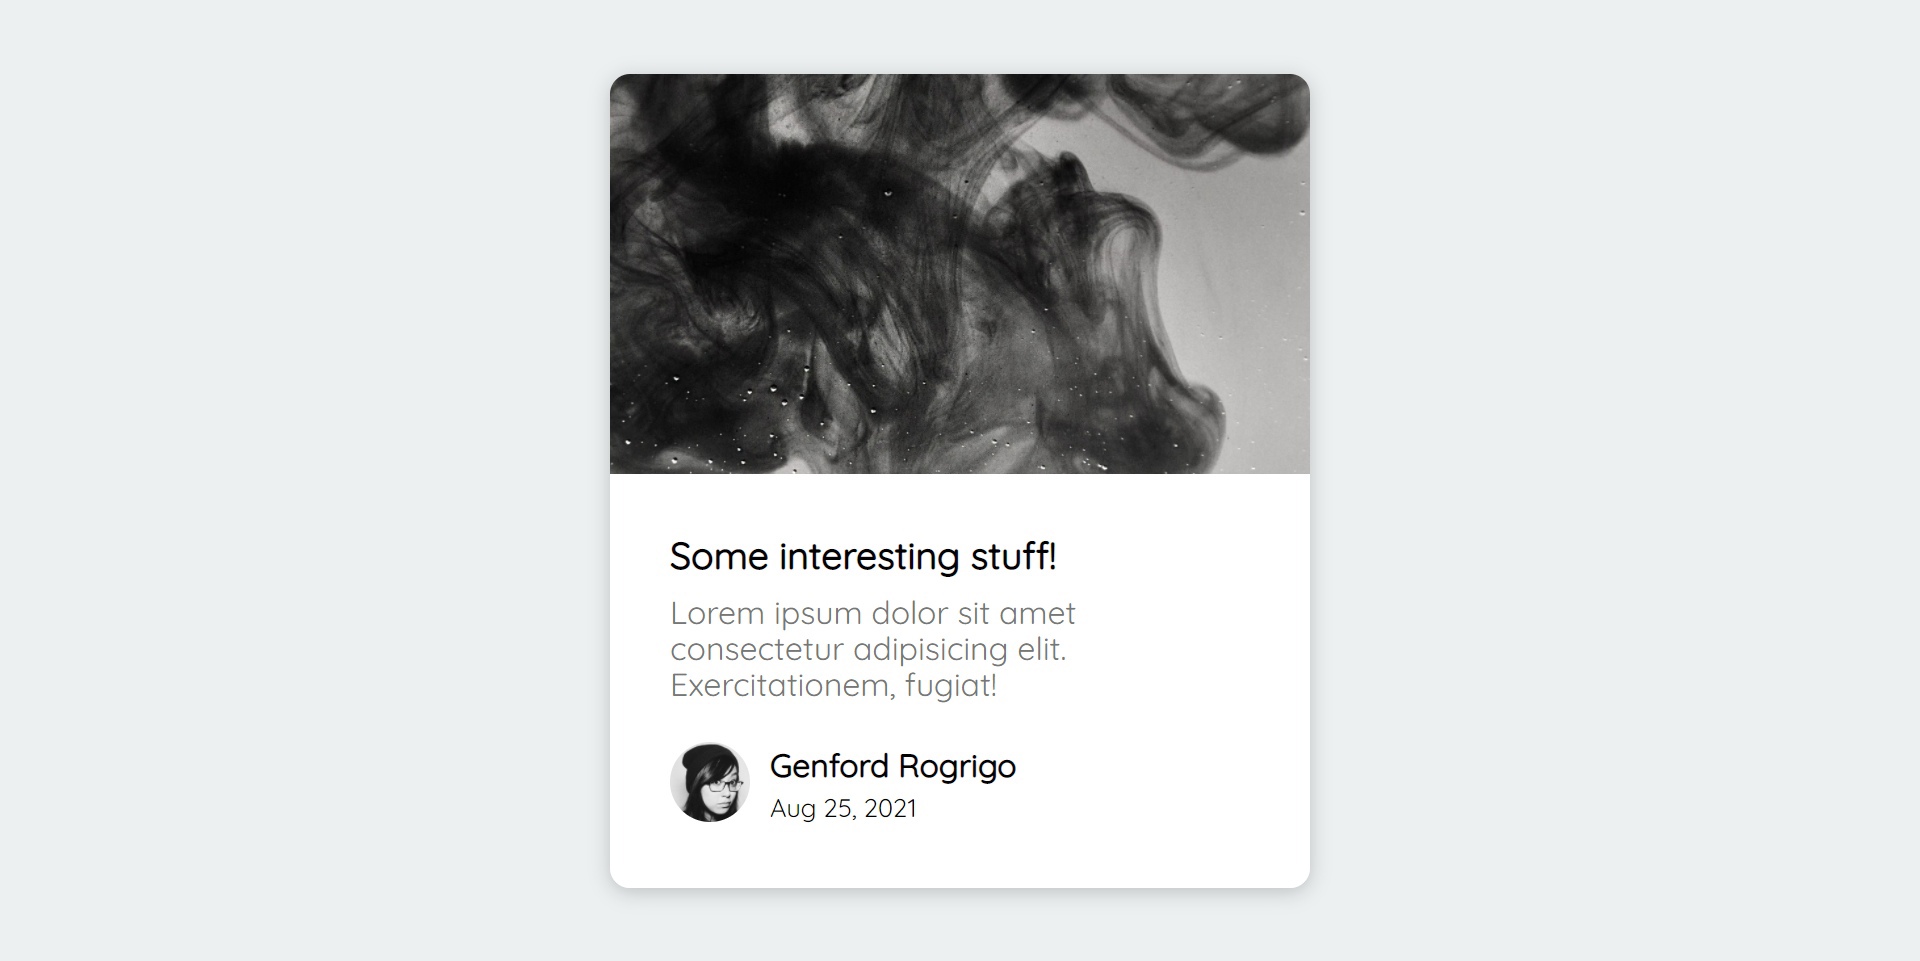 Some interesting stuff!
Lorem ipsum dolor sit amet
consectetur adipisicing elit.
Exercitationem, fugiat!
Genford Rogrigo
Aug 25, 2021